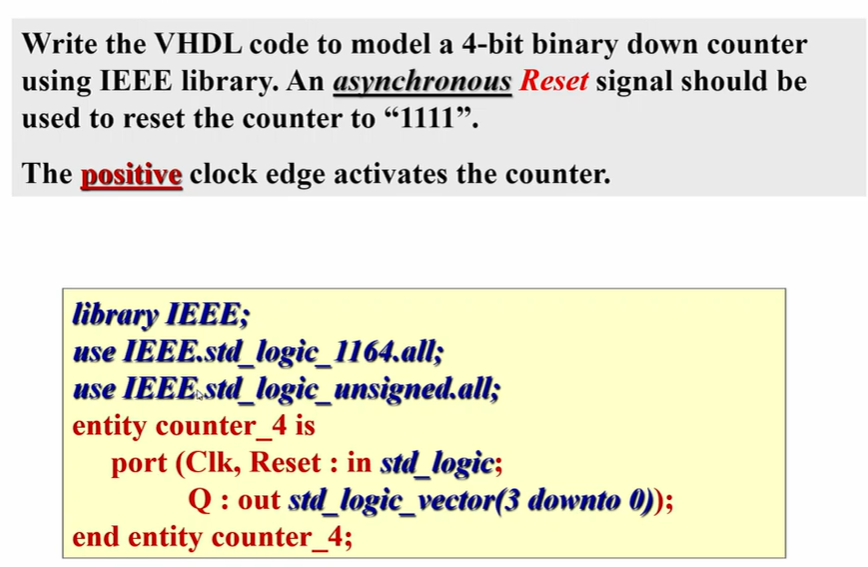 Write the VHDL code to model a 4-bit binary down counter
using IEEE library. An asynchronous Reset signal should be
used to reset the counter to “1111”.
The positive clock edge activates the counter.
library IEEE;
use IEEE.std_logic_1164.all;
use IEEE.std_logic_unsigned.all;
entity counter_4 is
port (Clk, Reset : in std_logic;
Q : out std_logic_vector(3 downto 0));
end entity counter_4;